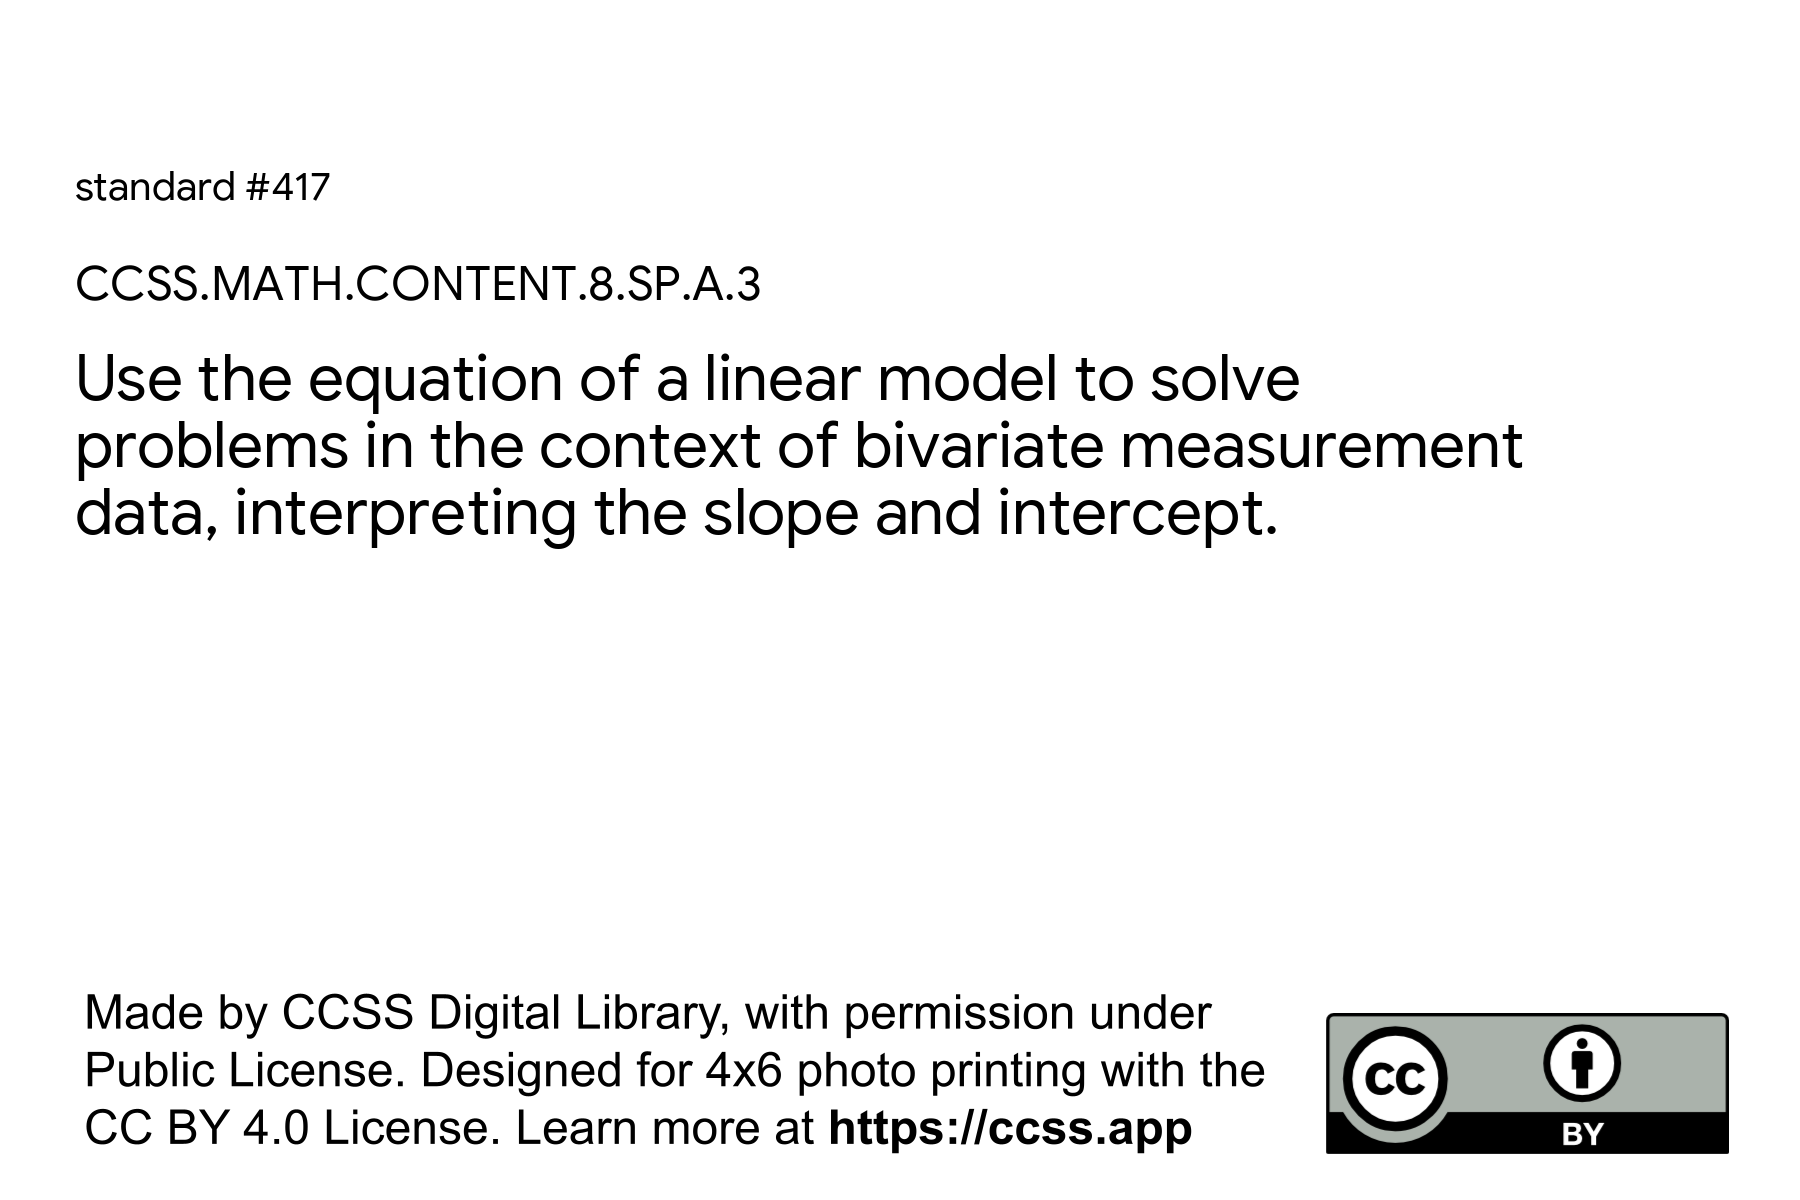 standard #417
CCSS.MATH.CONTENT.8.SP.A.3
Use the equation of a linear model to solve
problems in the context of bivariate measurement
data, interpreting the slope and intercept.
Made by CCSS Digital Library, with permission under
Public License. Designed for 4x6 photo printing with the
CC BY 4.0 License. Learn more at https://ccss.app
CC
BY